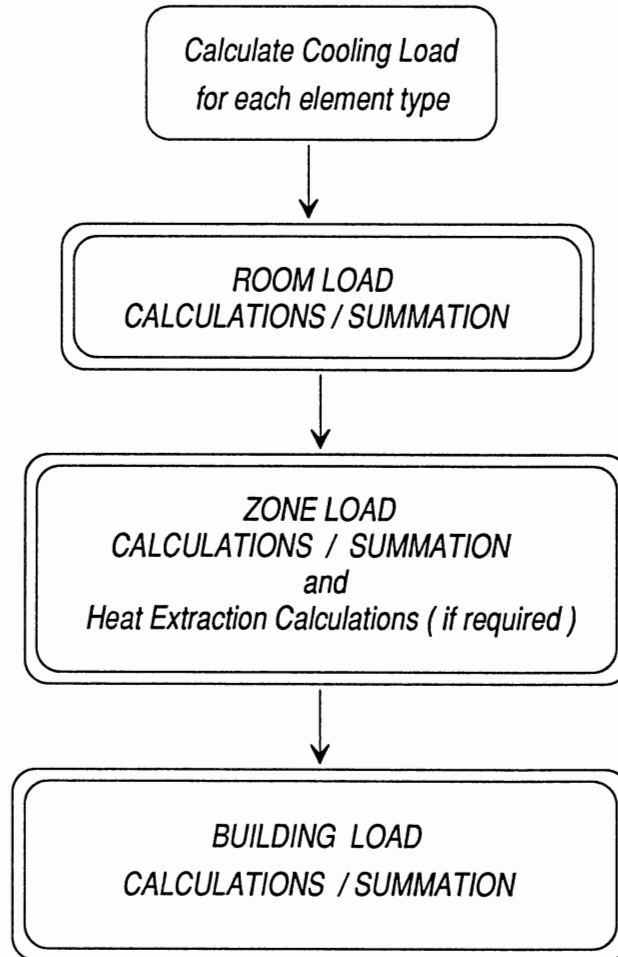 Calculate Cooling Load
for each element type
ROOM LOAD
CALCULATIONS / SUMMATION
ZONE LOAD
CALCULATIONS / SUMMATION
and
Heat Extraction Calculations ( if required )
BUILDING LOAD
CALCULATIONS / SUMMATION